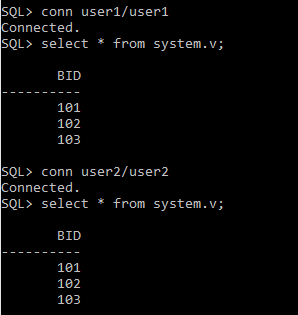 SQL> conn user1/user1
Connected.
SQL> select * from system.v;
BID
----------
101
102
103
SQL> conn user2/user2
Connected.
SQL> select * from system.v;
BID
----------
101
102
103